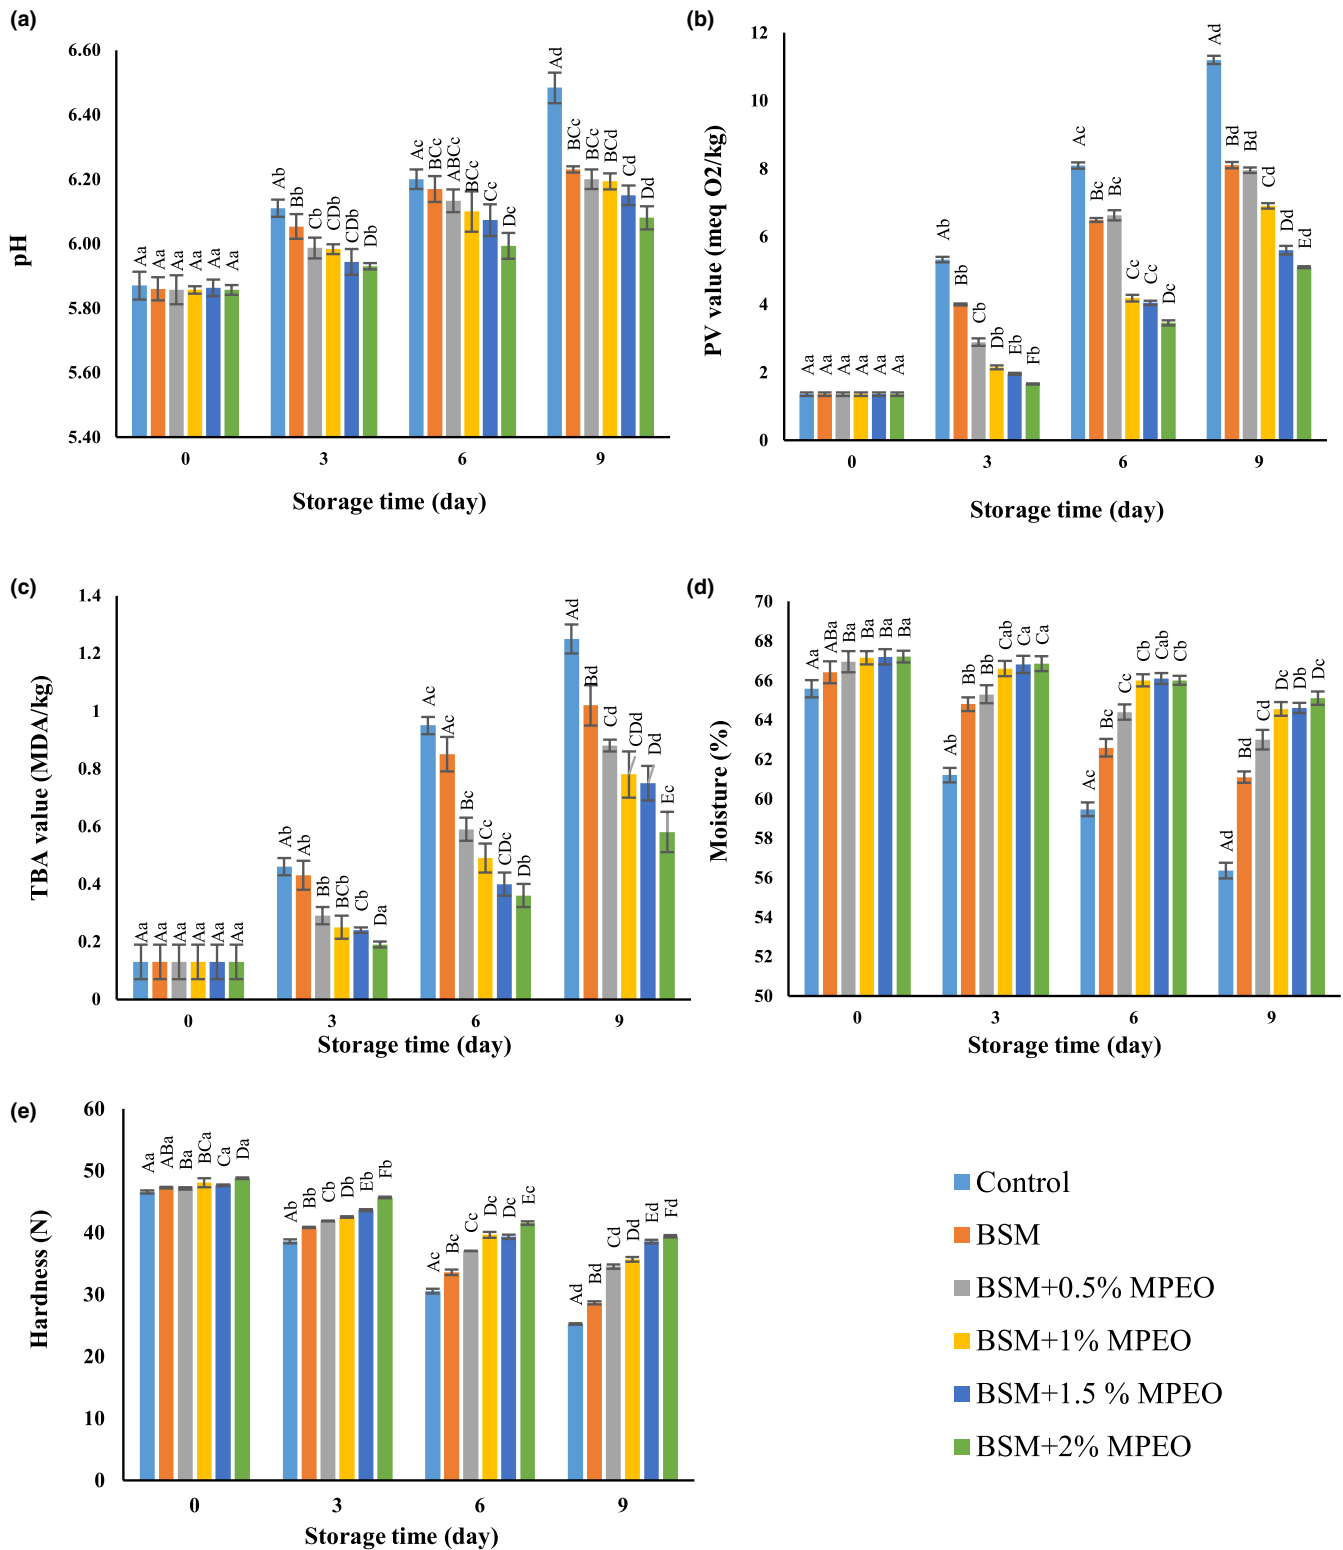 (a)
6.60
6.40
6.20
6.00
5.80
5.60
5.40
pH
Aa Aa Aa Aa Aa Aa
Ab Bb Cb CDb CDb Db
Ac BCc ABCc BCc Cc Dc
Ad BCc BCc BCd Cd Dd
0 3 6 9
Storage time (day)
(b)
12
10
8
6
4
2
0
PV value (meq O2/kg)
Aa Aa Aa Aa Aa Aa
Ab Bb Cb Db Eb Fb
Ac Bc Bc Cc Cc Dc
Ad Bd Bd Cd Dd Ed
0 3 6 9
Storage time (day)
(c)
1.4
1.2
1
0.8
0.6
0.4
0.2
0
TBA value (MDA/kg)
Aa Aa Aa Aa Aa Aa
Ab Ab Bb BCb Cb Da
Ac Ac Bc Cc CDc Db
Ad Bd Cd CDd Dd Ec
0 3 6 9
Storage time (day)
(d)
70
68
66
64
62
60
58
56
54
52
50
Moisture (%)
Aa ABa Ba Ba Ba Ba
Ab Bb Bb Cab Ca Ca
Ac Bc Cc Cb Cab Cb
Ad Bd Cd Dc Db Dc
0 3 6 9
Storage time (day)
(e)
60
50
40
30
20
10
0
Hardness (N)
Aa ABa Ba BCa Ca Da
Ab Bb Cb Db Eb Fb
Ac Bc Cc Dc Dc Ec
Ad Bd Cd Dd Ed Fd
0 3 6 9
Storage time (day)
Control
BSM
BSM+0.5% MPEO
BSM+1% MPEO
BSM+1.5 % MPEO
BSM+2% MPEO